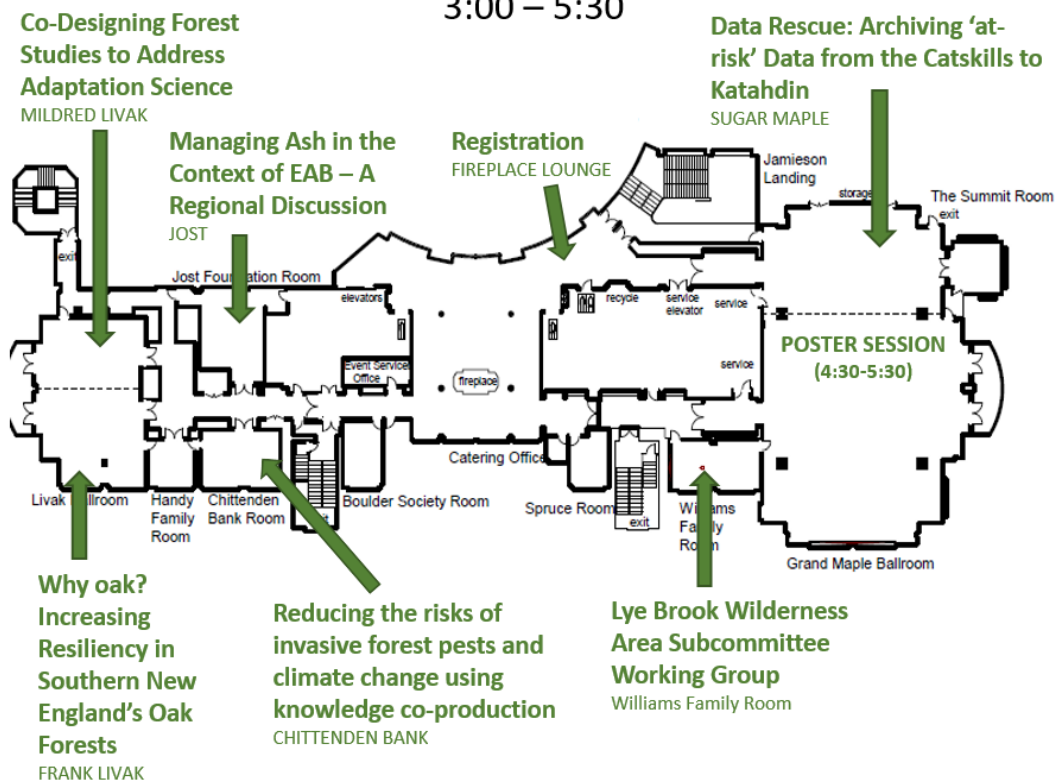 3:00 – 5:30
Co-Designing Forest
Studies to Address
Adaptation Science
MILDRED LIVAK
Managing Ash in the
Context of EAB – A
Regional Discussion
JOST
Registration
FIREPLACE LOUNGE
Data Rescue: Archiving ‘at-
risk’ Data from the Catskills to
Katahdin
SUGAR MAPLE
Jamieson
Landing
storage
The Summit Room
exit
exit
Jost Foundation Room
elevators
recycle
service
elevator
service
POSTER SESSION
(4:30-5:30)
Event Service
Office
fireplace
service
Catering Office
Livak Ballroom
Handy
Family
Room
Chittenden
Bank Room
exit
Boulder Society Room
Spruce Room
exit
Williams
Family
Room
Grand Maple Ballroom
Why oak?
Increasing
Resiliency in
Southern New
England’s Oak
Forests
FRANK LIVAK
Reducing the risks of
invasive forest pests and
climate change using
knowledge co-production
CHITTENDEN BANK
Lye Brook Wilderness
Area Subcommittee
Working Group
Williams Family Room